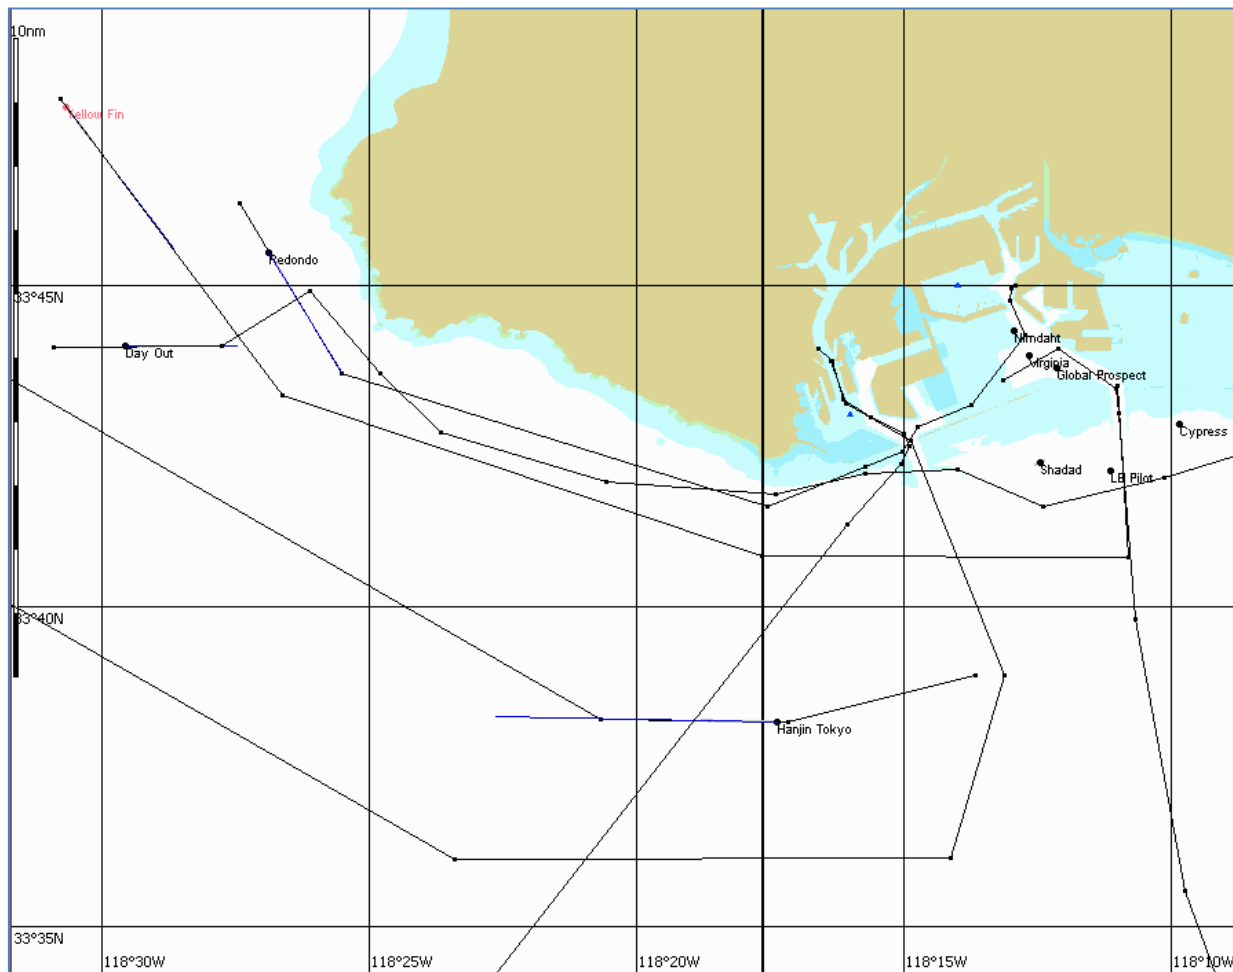 10nm
Yellow Fin
Redondo
33°45N
Day Out
Nimdaht
Virginia
Global Prospect
Cypress
Shadad
LB Pilot
33°40N
Hanjin Tokyo
33°35N
118°30W
118°25W
118°20W
118°15W
118°10W